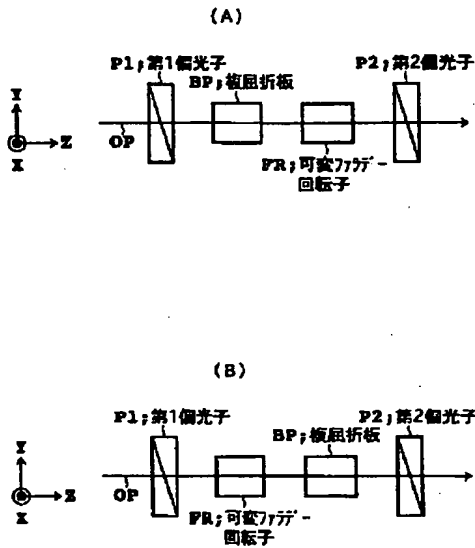 (A)
P1;第1偏光子
BP;複屈折板
P2;第2偏光子
Y
Z
X
OP
FR;可変ファラデー
回転子
(B)
P1;第1偏光子
P2;第2偏光子
BP;複屈折板
Y
Z
X
OP
FR;可変ファラデー
回転子